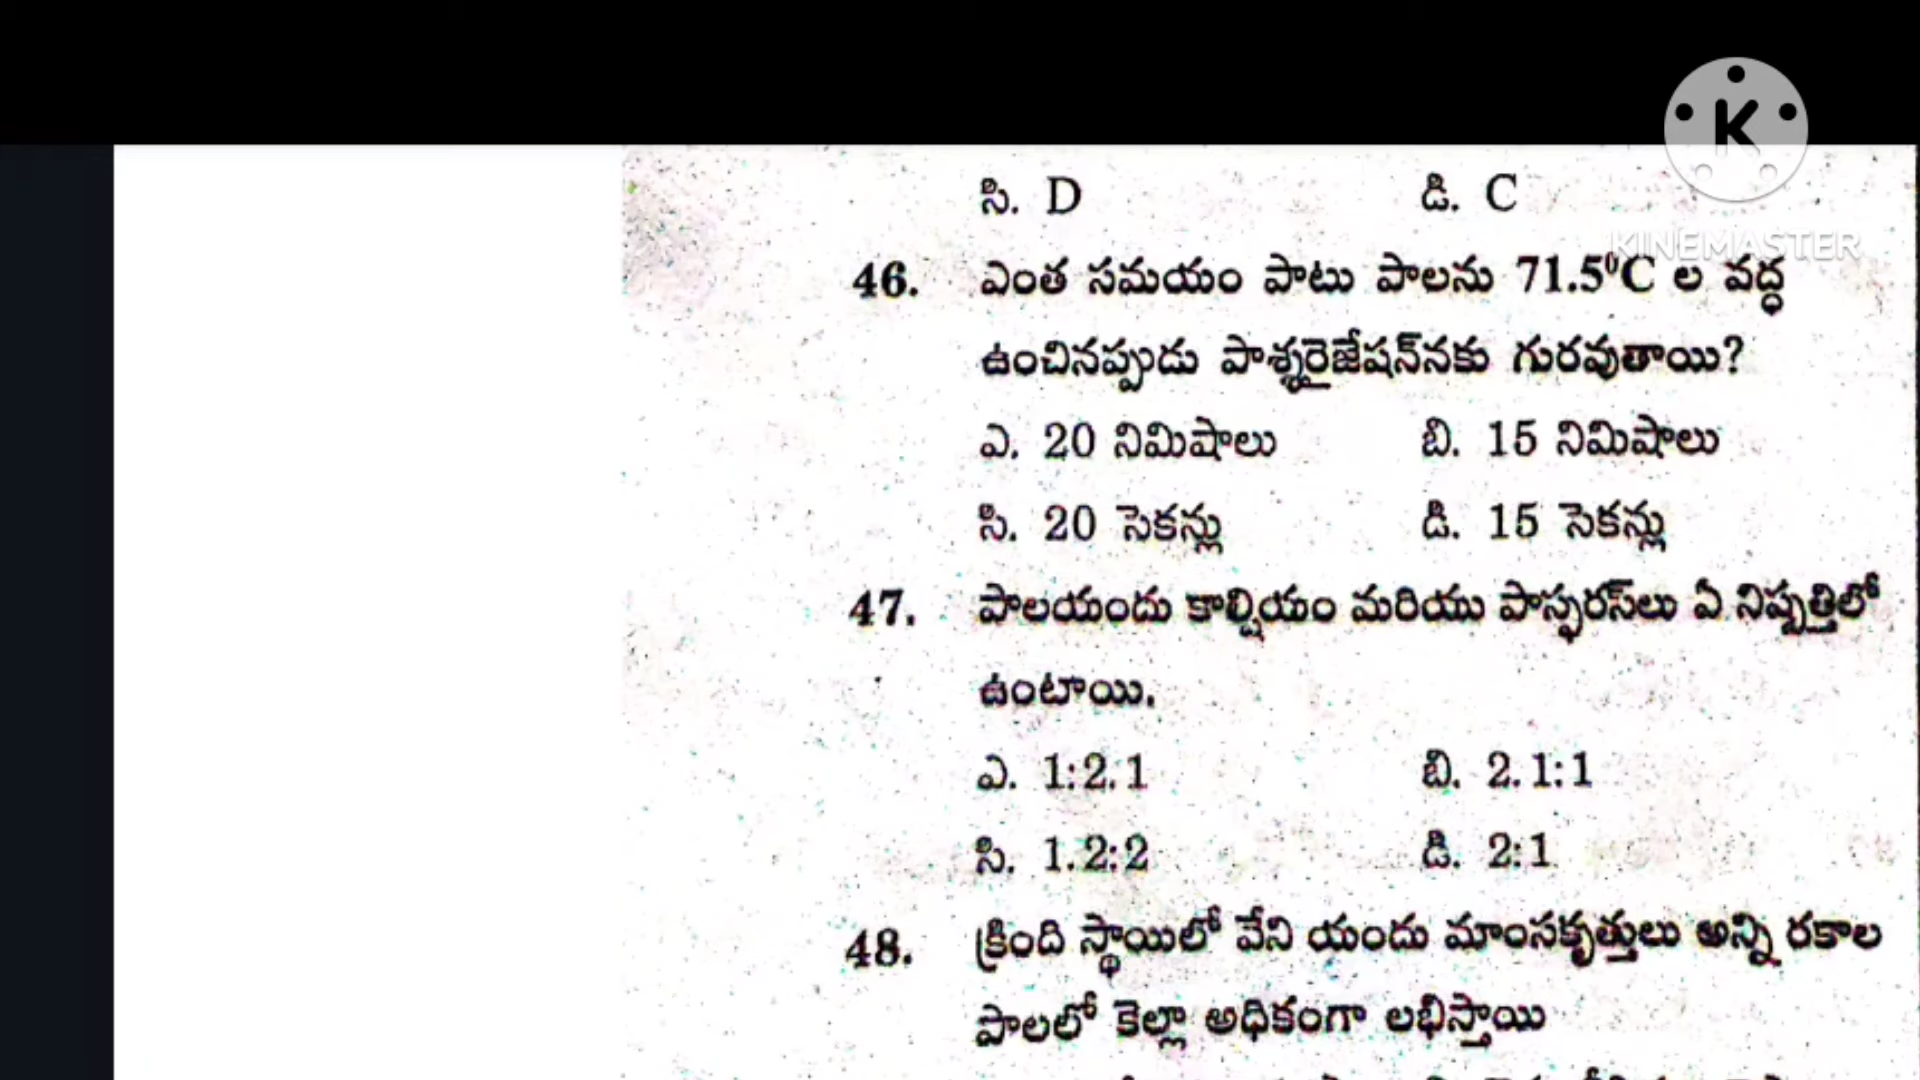 సి. D డి. C
KINEMASTER
46. ఎంత సమయం పాటు పాలను 71.5⁰C ల వద్ద
ఉంచినప్పుడు పాశ్చరైజేషన్‌నకు గురవుతాయి?
ఎ. 20 నిమిషాలు బి. 15 నిమిషాలు
సి. 20 సెకన్లు డి. 15 సెకన్లు
47. పాలయందు కాల్షియం మరియు పాస్ఫరస్‌లు ఏ నిష్పత్తిలో
ఉంటాయి.
ఎ. 1:2.1 బి. 2.1:1
సి. 1.2:2 డి. 2:1
48. క్రింది స్థాయిలో వేని యందు మాంసకృత్తులు అన్ని రకాల
పాలలో కెల్లా అధికంగా లభిస్తాయి